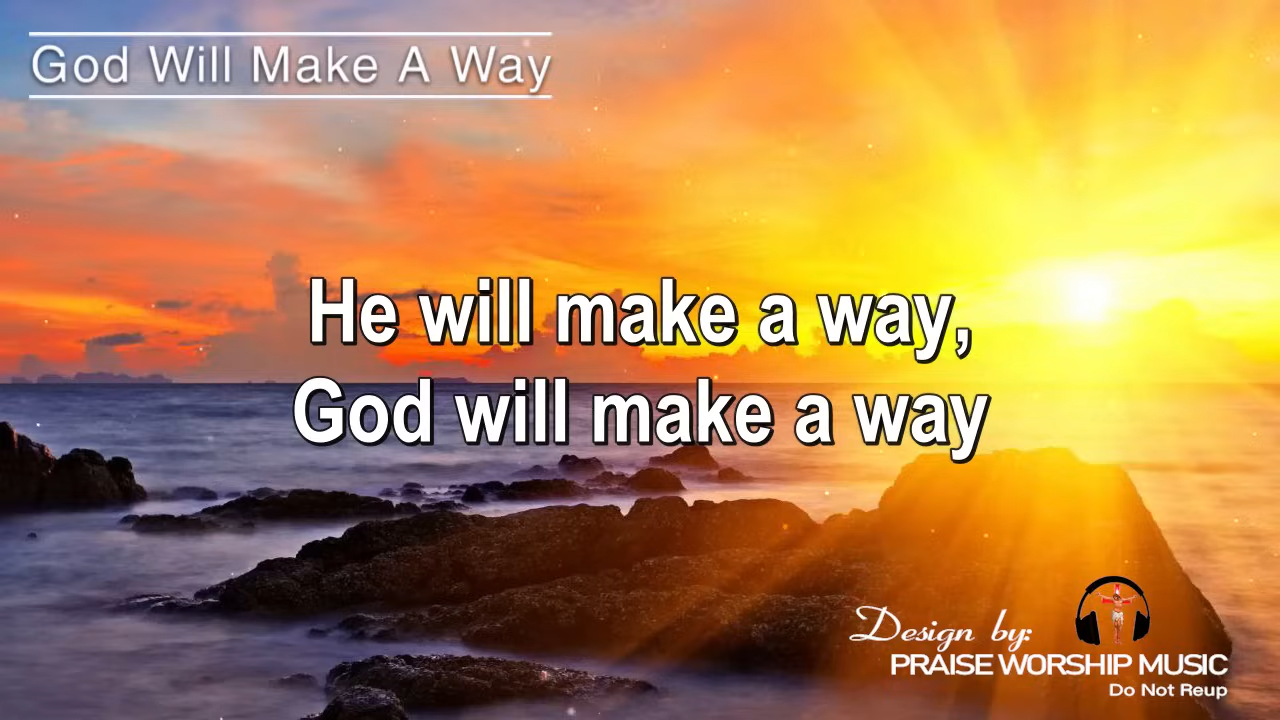 God Will Make A Way
He will make a way,
God will make a way
Design by:
PRAISE WORSHIP MUSIC
Do Not Reup